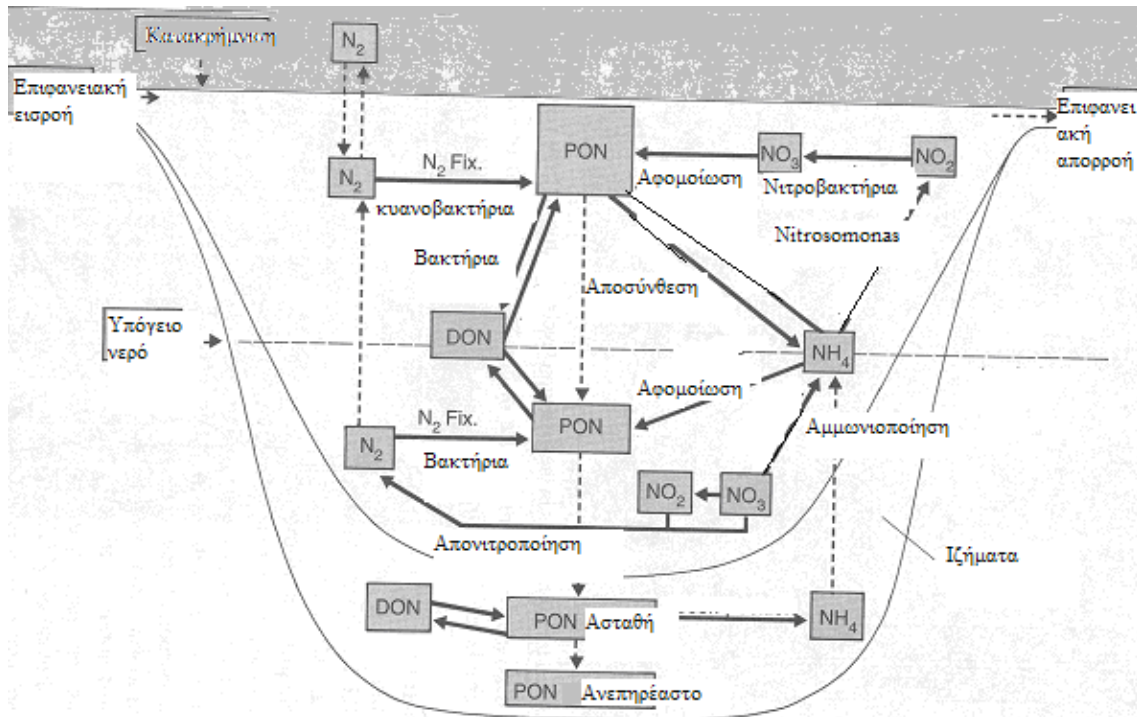 Κατακρήμνιση
N₂
Επιφανειακή
εισροή
Επιφανει
ακή
απορροή
PON
NO₃
NO₂
N₂
N₂ Fix.
Αφομοίωση
Νιτροβακτήρια
κυανοβακτήρια
Nitrosomonas
Βακτήρια
Αποσύνθεση
Υπόγειο
νερό
DON
NH₄
Αφομοίωση
N₂ Fix.
PON
Αμμωνιοποίηση
N₂
Βακτήρια
NO₂
NO₃
Απονιτροποίηση
Ιζήματα
DON
PON Ασταθή
NH₄
PON Ανεπηρέαστο